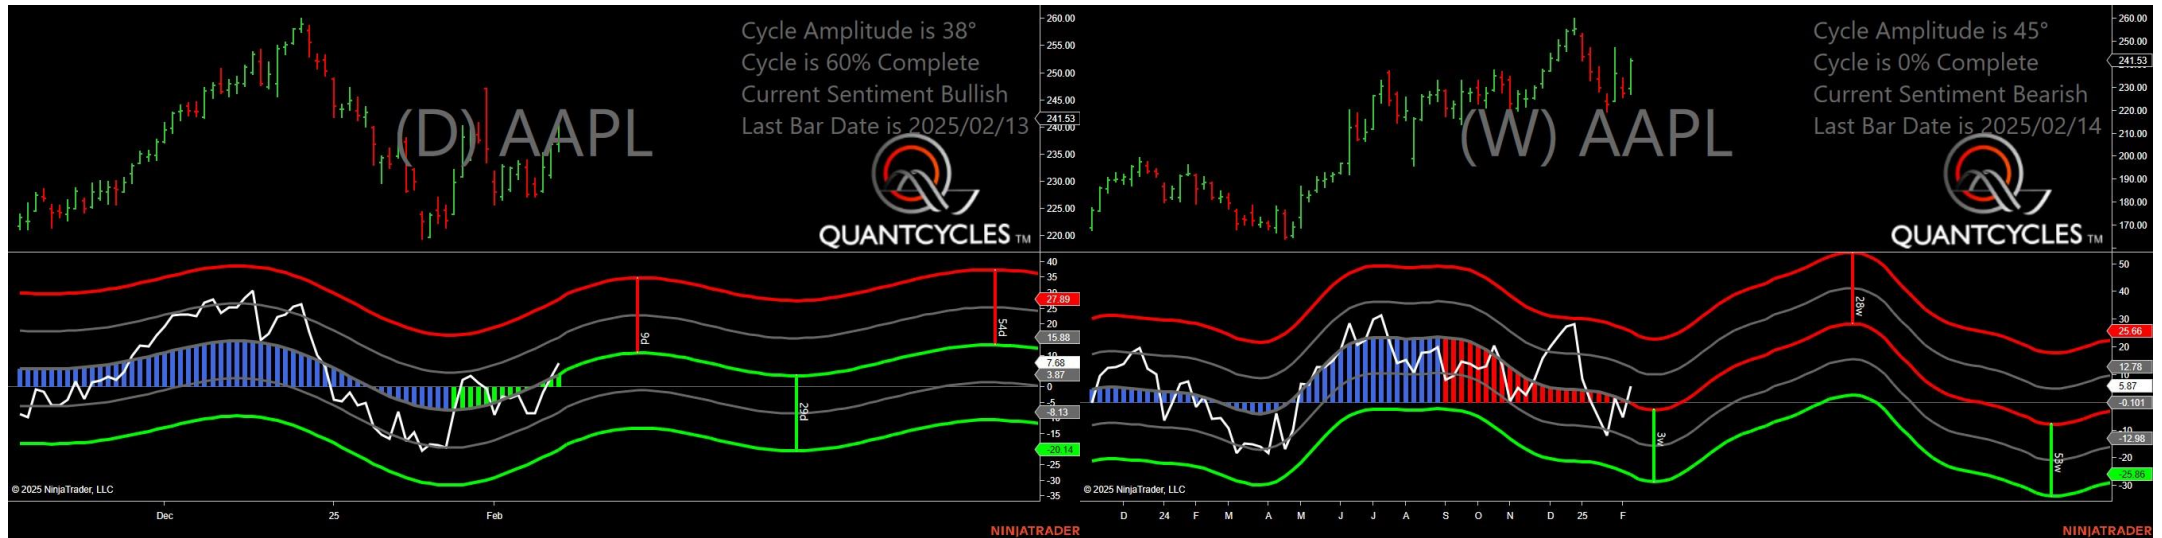 Cycle Amplitude is 38°
Cycle is 60% Complete
Current Sentiment Bullish
Last Bar Date is 2025/02/13
(D) AAPL
QUANTCYCLES TM
260.00
255.00
250.00
245.00
241.53
240.00
235.00
230.00
225.00
220.00
40
35
27.89
25
20
15.88
10
7.68
3.87
0
-5
-8.13
-15
-20.14
-25
-30
-35
9d
29d
54d
© 2025 NinjaTrader, LLC
Dec
25
Feb
NINJATRADER
Cycle Amplitude is 45°
Cycle is 0% Complete
Current Sentiment Bearish
Last Bar Date is 2025/02/14
(W) AAPL
QUANTCYCLES TM
260.00
250.00
241.53
230.00
220.00
210.00
200.00
190.00
180.00
170.00
50
40
30
25.66
20
12.78
10
5.87
-0.101
-10
-12.98
-20
-25.86
-30
3w
28w
53w
© 2025 NinjaTrader, LLC
D
24
F
M
A
M
J
J
A
S
O
N
D
25
F
NINJATRADER